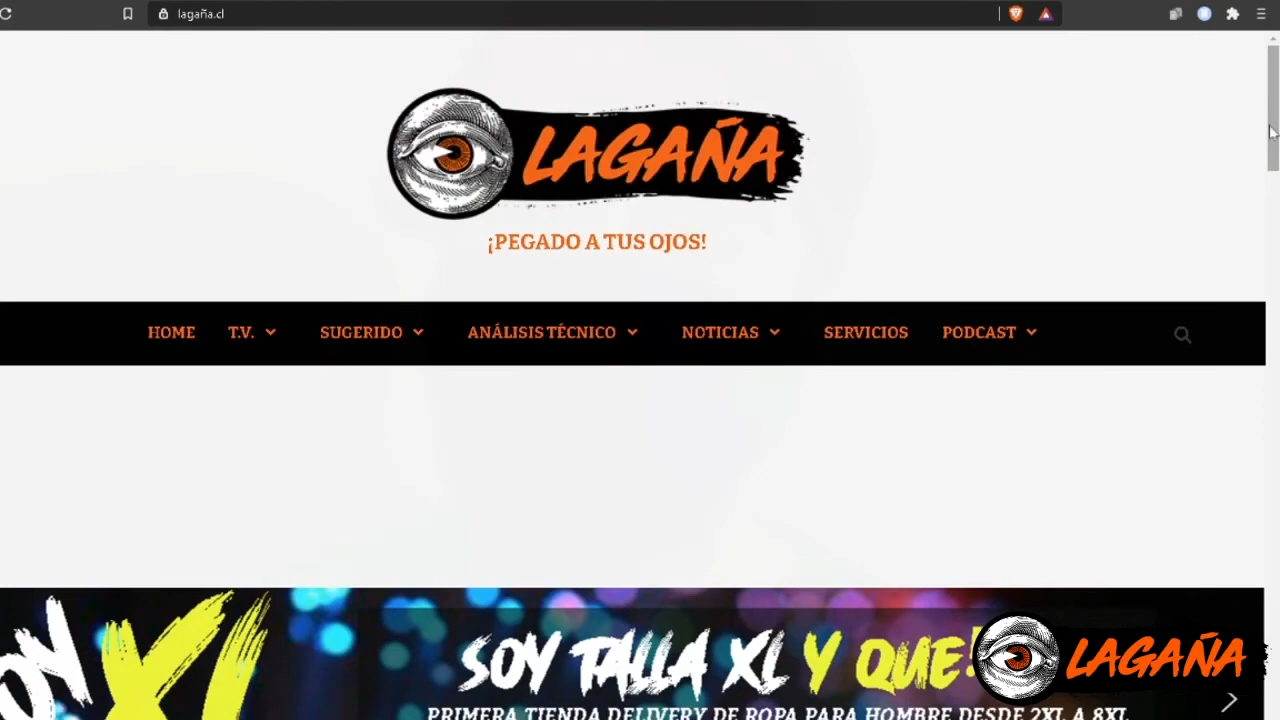 lagaña.cl
LAGAÑA
¡PEGADO A TUS OJOS!
HOME T.V. SUGERIDO ANÁLISIS TÉCNICO NOTICIAS SERVICIOS PODCAST
XL
SOY TALLA XL Y QUE!
LAGAÑA
PRIMERA TIENDA DELIVERY DE ROPA PARA HOMBRE DESDE 2XL A 8XL